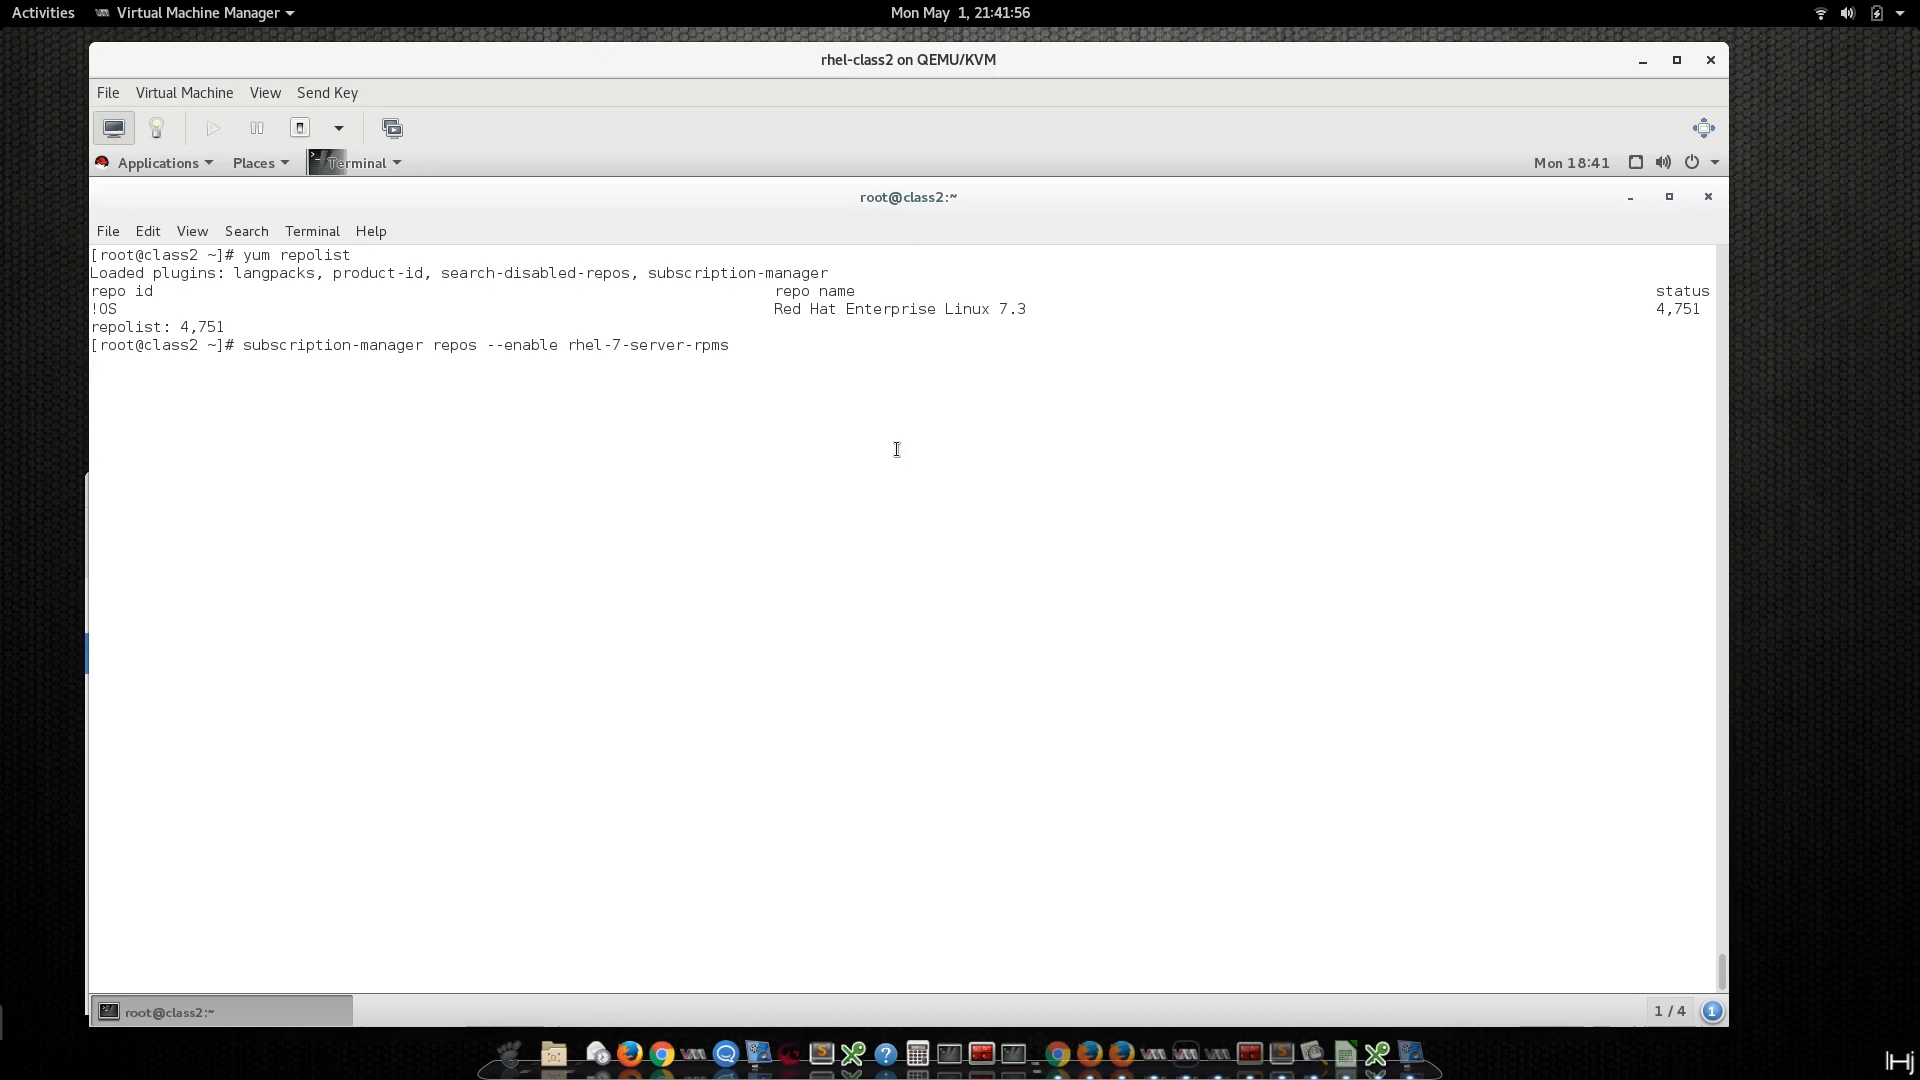 Activities Virtual Machine Manager Mon May 1, 21:41:56
rhel-class2 on QEMU/KVM
File Virtual Machine View Send Key
Applications Places Terminal Mon 18:41
root@class2:~
File Edit View Search Terminal Help
[root@class2 ~]# yum repolist
Loaded plugins: langpacks, product-id, search-disabled-repos, subscription-manager
repo id repo name status
!OS Red Hat Enterprise Linux 7.3 4,751
repolist: 4,751
[root@class2 ~]# subscription-manager repos --enable rhel-7-server-rpms
root@class2:~ 1 / 4 1